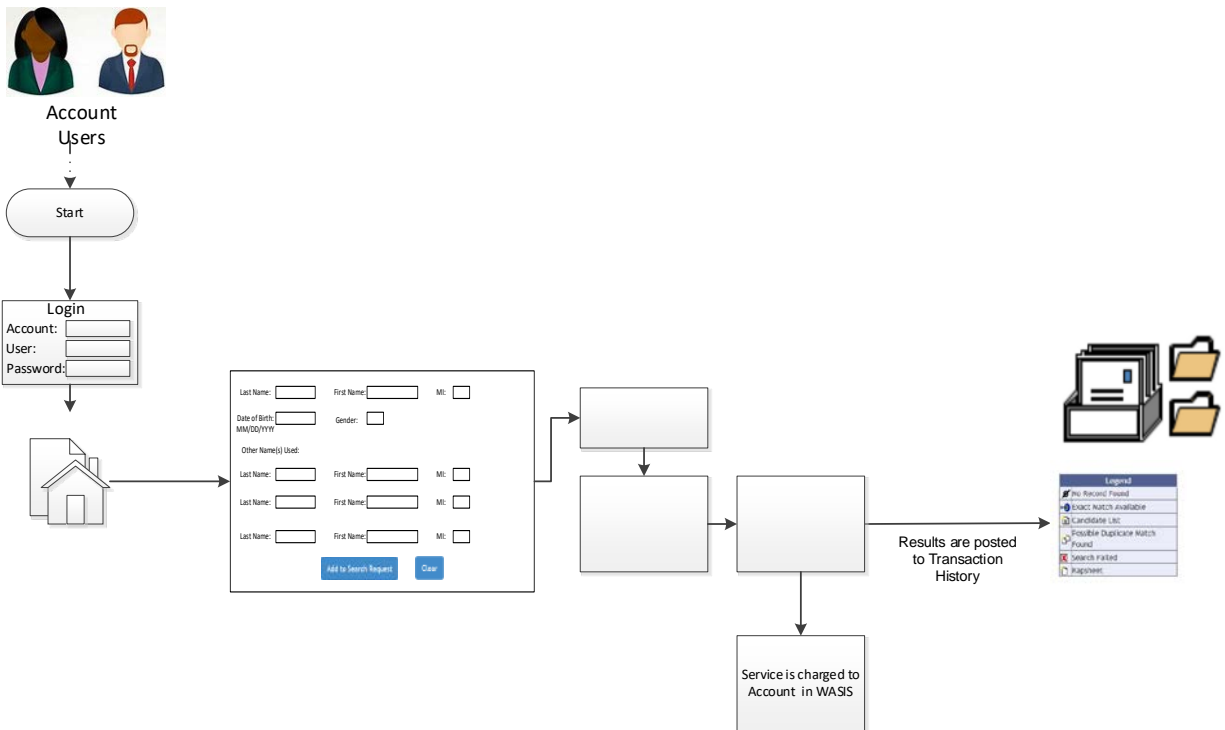 Account
Users
Start
Login
Account:
User:
Password:
Last Name: First Name: MI:
Date of Birth: Gender:
MM/DD/YYYY
Other Name(s) Used:
Last Name: First Name: MI:
Last Name: First Name: MI:
Last Name: First Name: MI:
Add to Search Request Clear
Results are posted
to Transaction
History
Service is charged to
Account in WASIS
Legend
No Record Found
Exact Match Available
Candidate List
Possible Duplicate Match
Found
Search Failed
Rapsheet